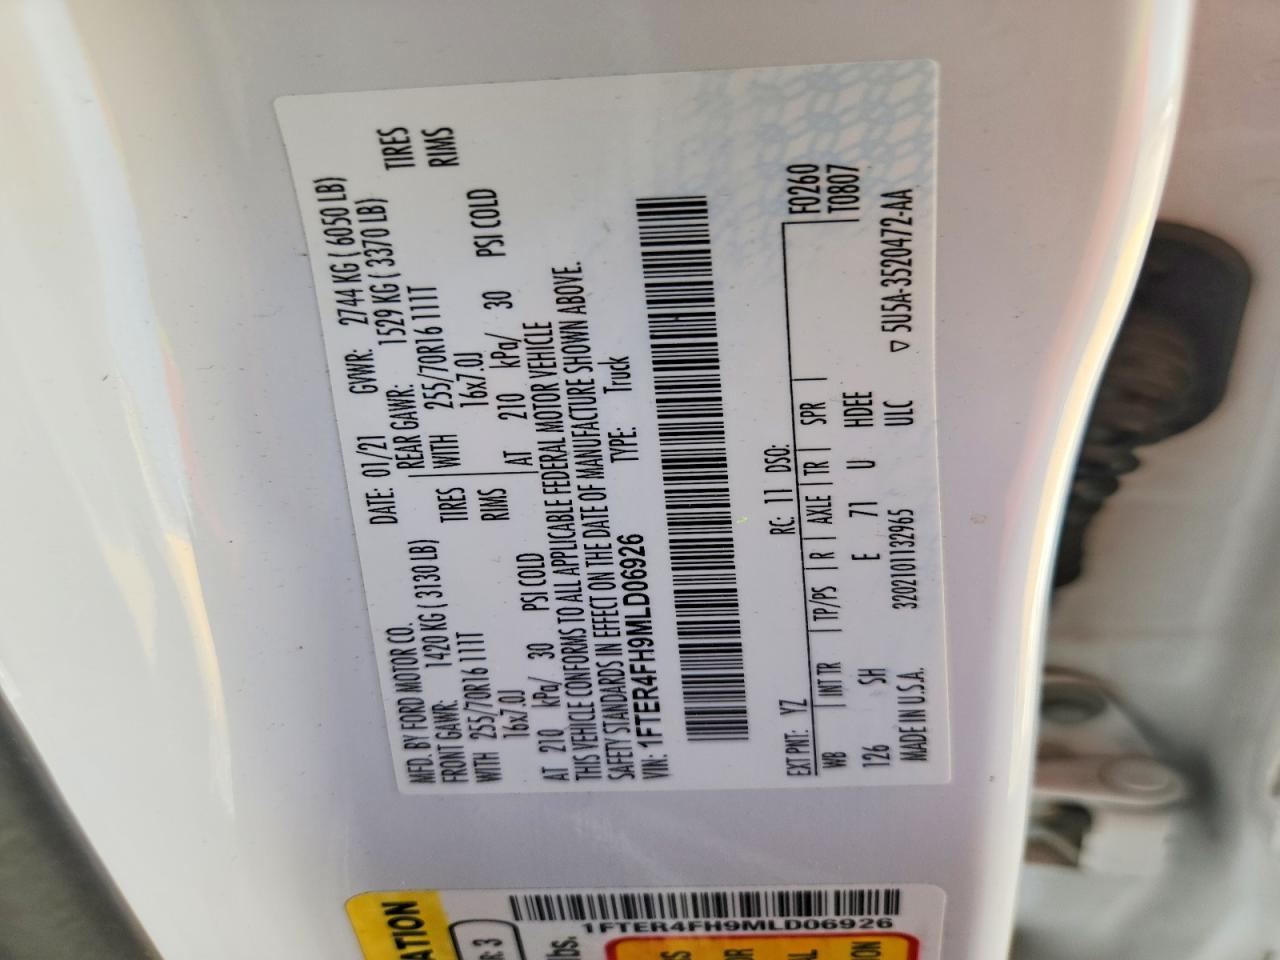 MFD. BY FORD MOTOR CO. DATE: 01/21 GVWR: 2744 KG ( 6050 LB)
FRONT GAWR: 1420 KG ( 3130 LB) REAR GAWR: 1529 KG ( 3370 LB)
WITH 255/70R16 111T TIRES WITH 255/70R16 111T TIRES
16x7.0J RIMS 16x7.0J RIMS
AT 210 kPa/ 30 PSI COLD AT 210 kPa/ 30 PSI COLD
THIS VEHICLE CONFORMS TO ALL APPLICABLE FEDERAL MOTOR VEHICLE
SAFETY STANDARDS IN EFFECT ON THE DATE OF MANUFACTURE SHOWN ABOVE.
VIN: 1FTER4FH9MLD06926 TYPE: Truck
EXT PNT: YZ RC: 11 DSO: F0260
WB INT TR TP/PS R AXLE TR SPR T0807
126 SH E 71 U HDEE
MADE IN U.S.A. 3202101132965 ULC ▽ 5U5A-3520472-AA
1FTER4FH9MLD06926